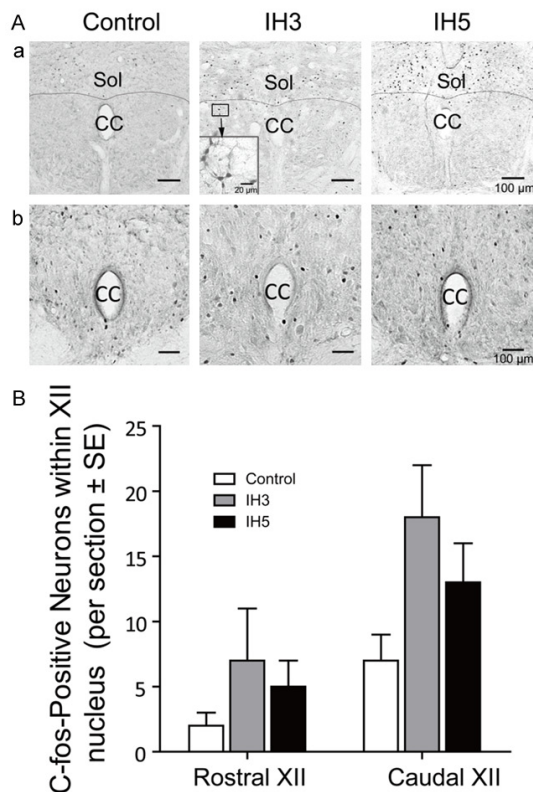 A Control IH3 IH5
a
Sol Sol Sol
CC CC CC
20 µm
100 µm
b
CC CC CC
100 µm
B
C-fos-Positive Neurons within XII
nucleus (per section ± SE)
25
20
15
10
5
0
Control
IH3
IH5
Rostral XII Caudal XII